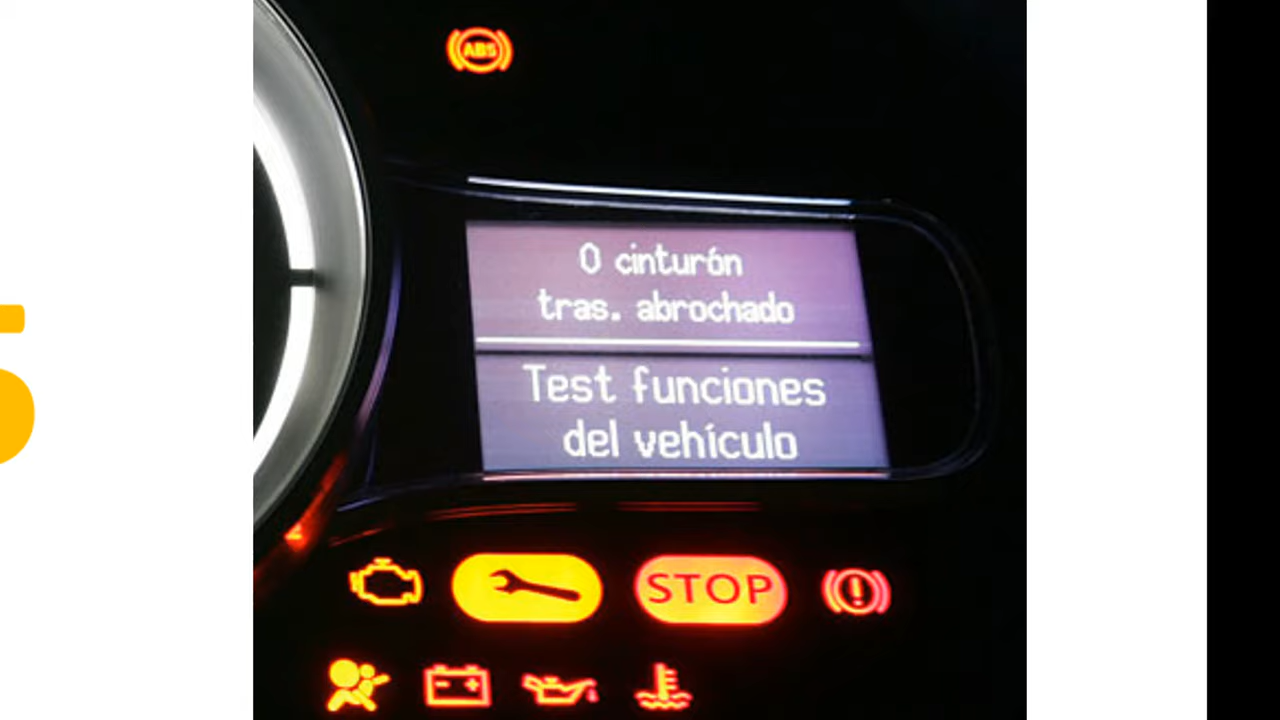 ABS
0 cinturón
tras. abrochado
Test funciones
del vehículo
STOP